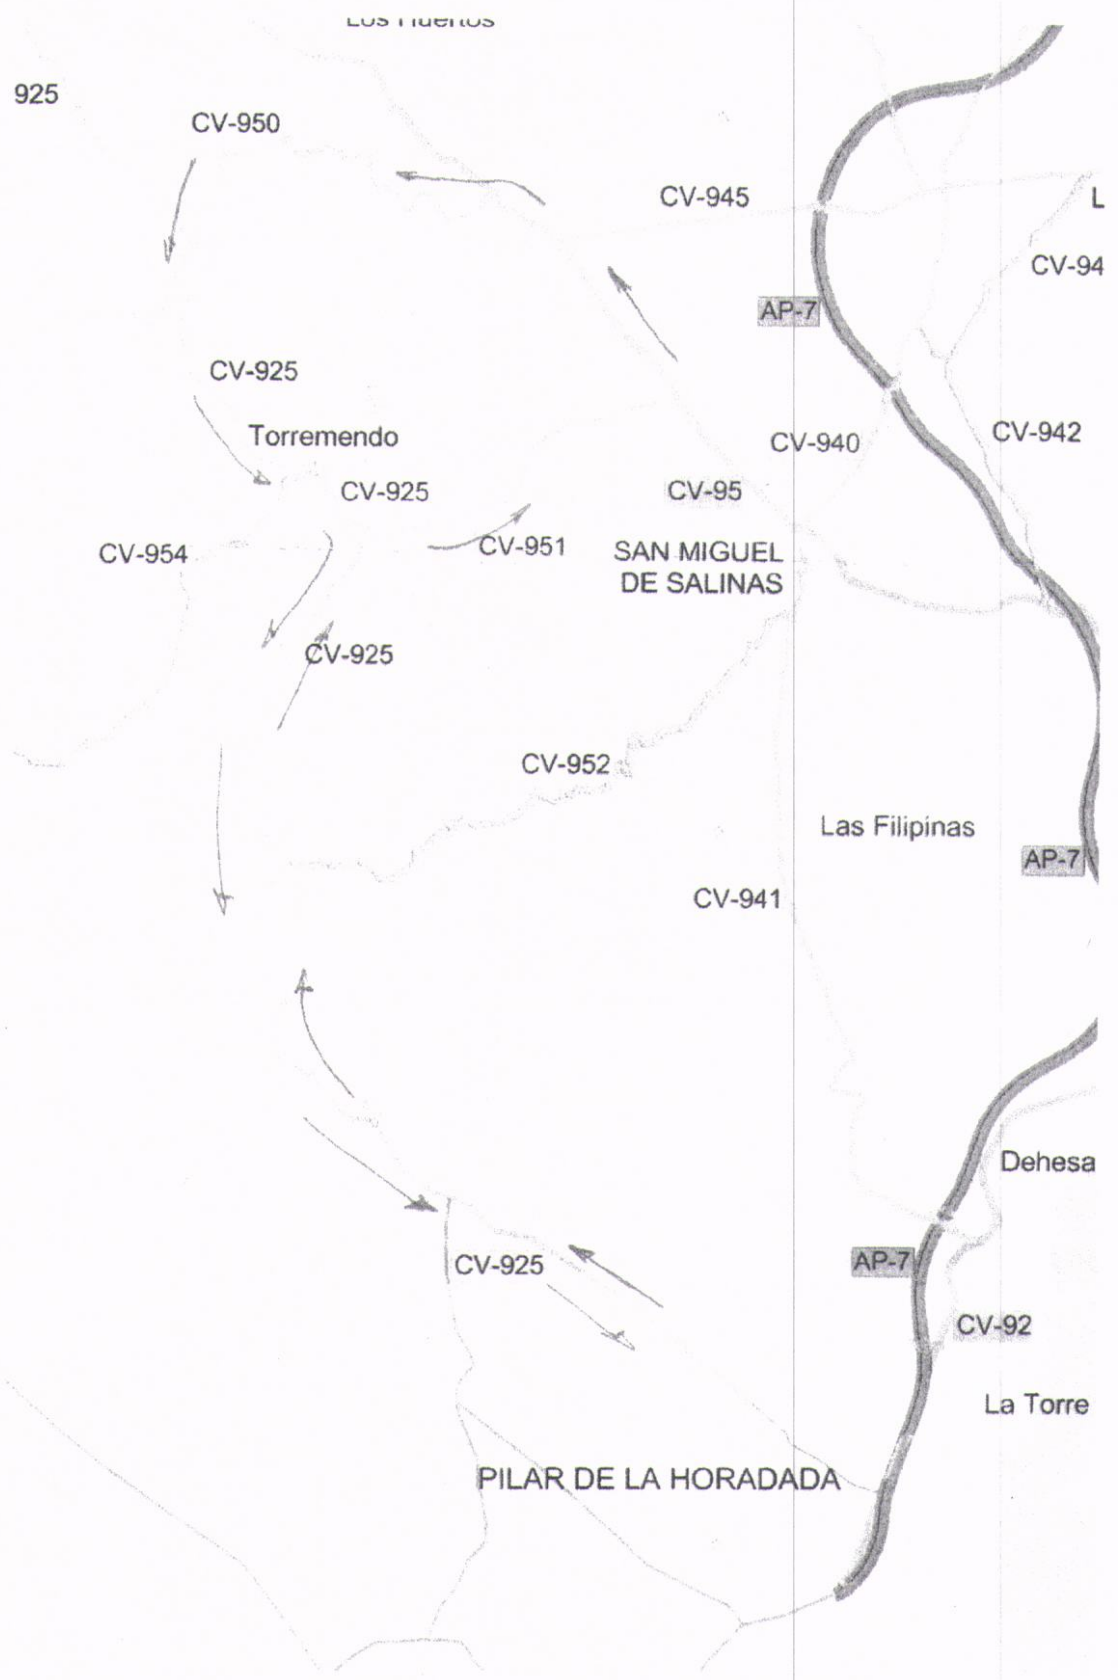 925
CV-950
CV-945
L
CV-94
AP-7
CV-925
Torremendo
CV-940
CV-942
CV-925
CV-95
CV-954
CV-951
SAN MIGUEL
DE SALINAS
CV-925
CV-952
Las Filipinas
AP-7
CV-941
Dehesa
AP-7
CV-925
CV-92
La Torre
PILAR DE LA HORADADA